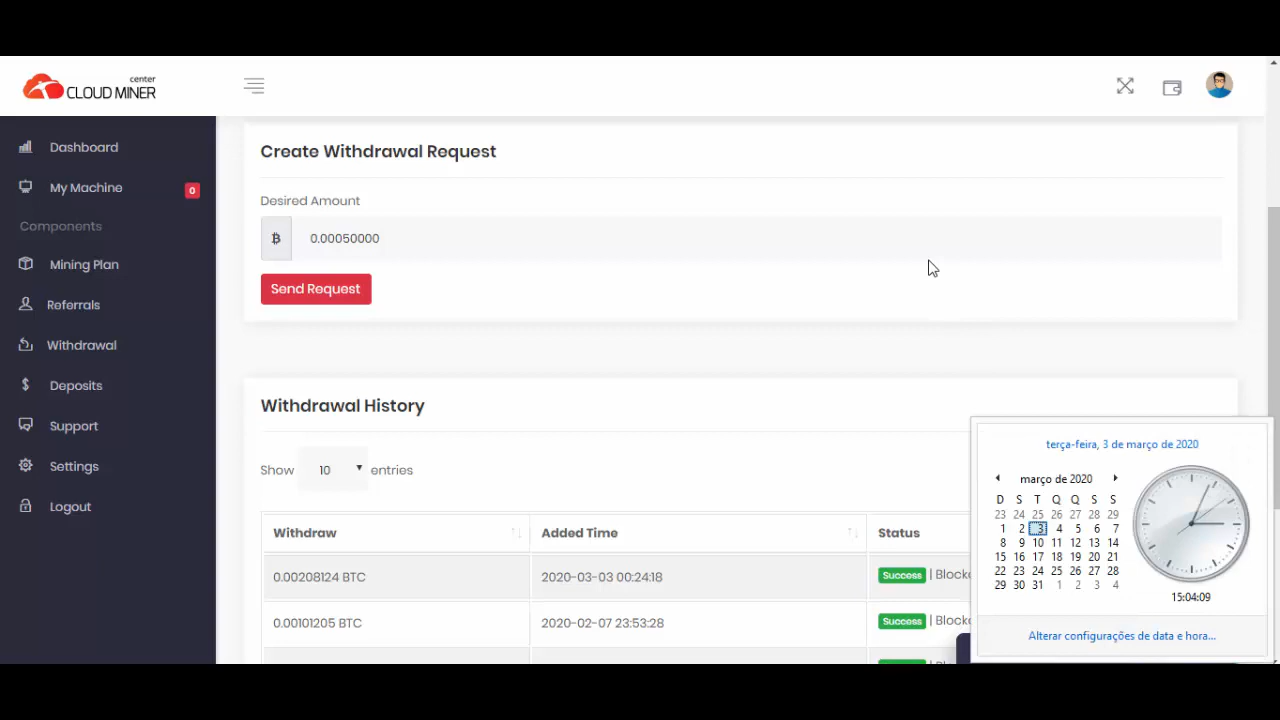 center
CLOUD MINER
Dashboard
My Machine
0
Components
Mining Plan
Referrals
Withdrawal
Deposits
Support
Settings
Logout
Create Withdrawal Request
Desired Amount
0.00050000
Send Request
Withdrawal History
Show 10 entries
Withdraw Added Time Status
0.00208124 BTC 2020-03-03 00:24:18 Success | Blockc
0.00101205 BTC 2020-02-07 23:53:28 Success | Blockc
terça-feira, 3 de março de 2020
março de 2020
D S T Q Q S S
23 24 25 26 27 28 29
1 2 3 4 5 6 7
8 9 10 11 12 13 14
15 16 17 18 19 20 21
22 23 24 25 26 27 28
29 30 31 1 2 3 4
15:04:09
Alterar configurações de data e hora...